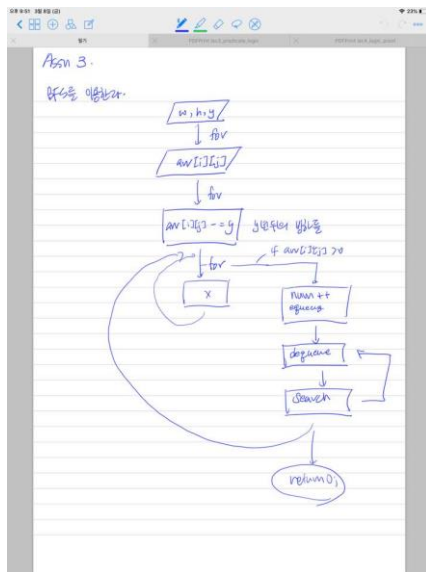 Assn 3.
BFS를 이용한다.
w, h, y
for
arr[i][j]
for
arr[i][j] -= y
for
if arr[i][j] > 0
x
num ++
dequeue
search
return 0;